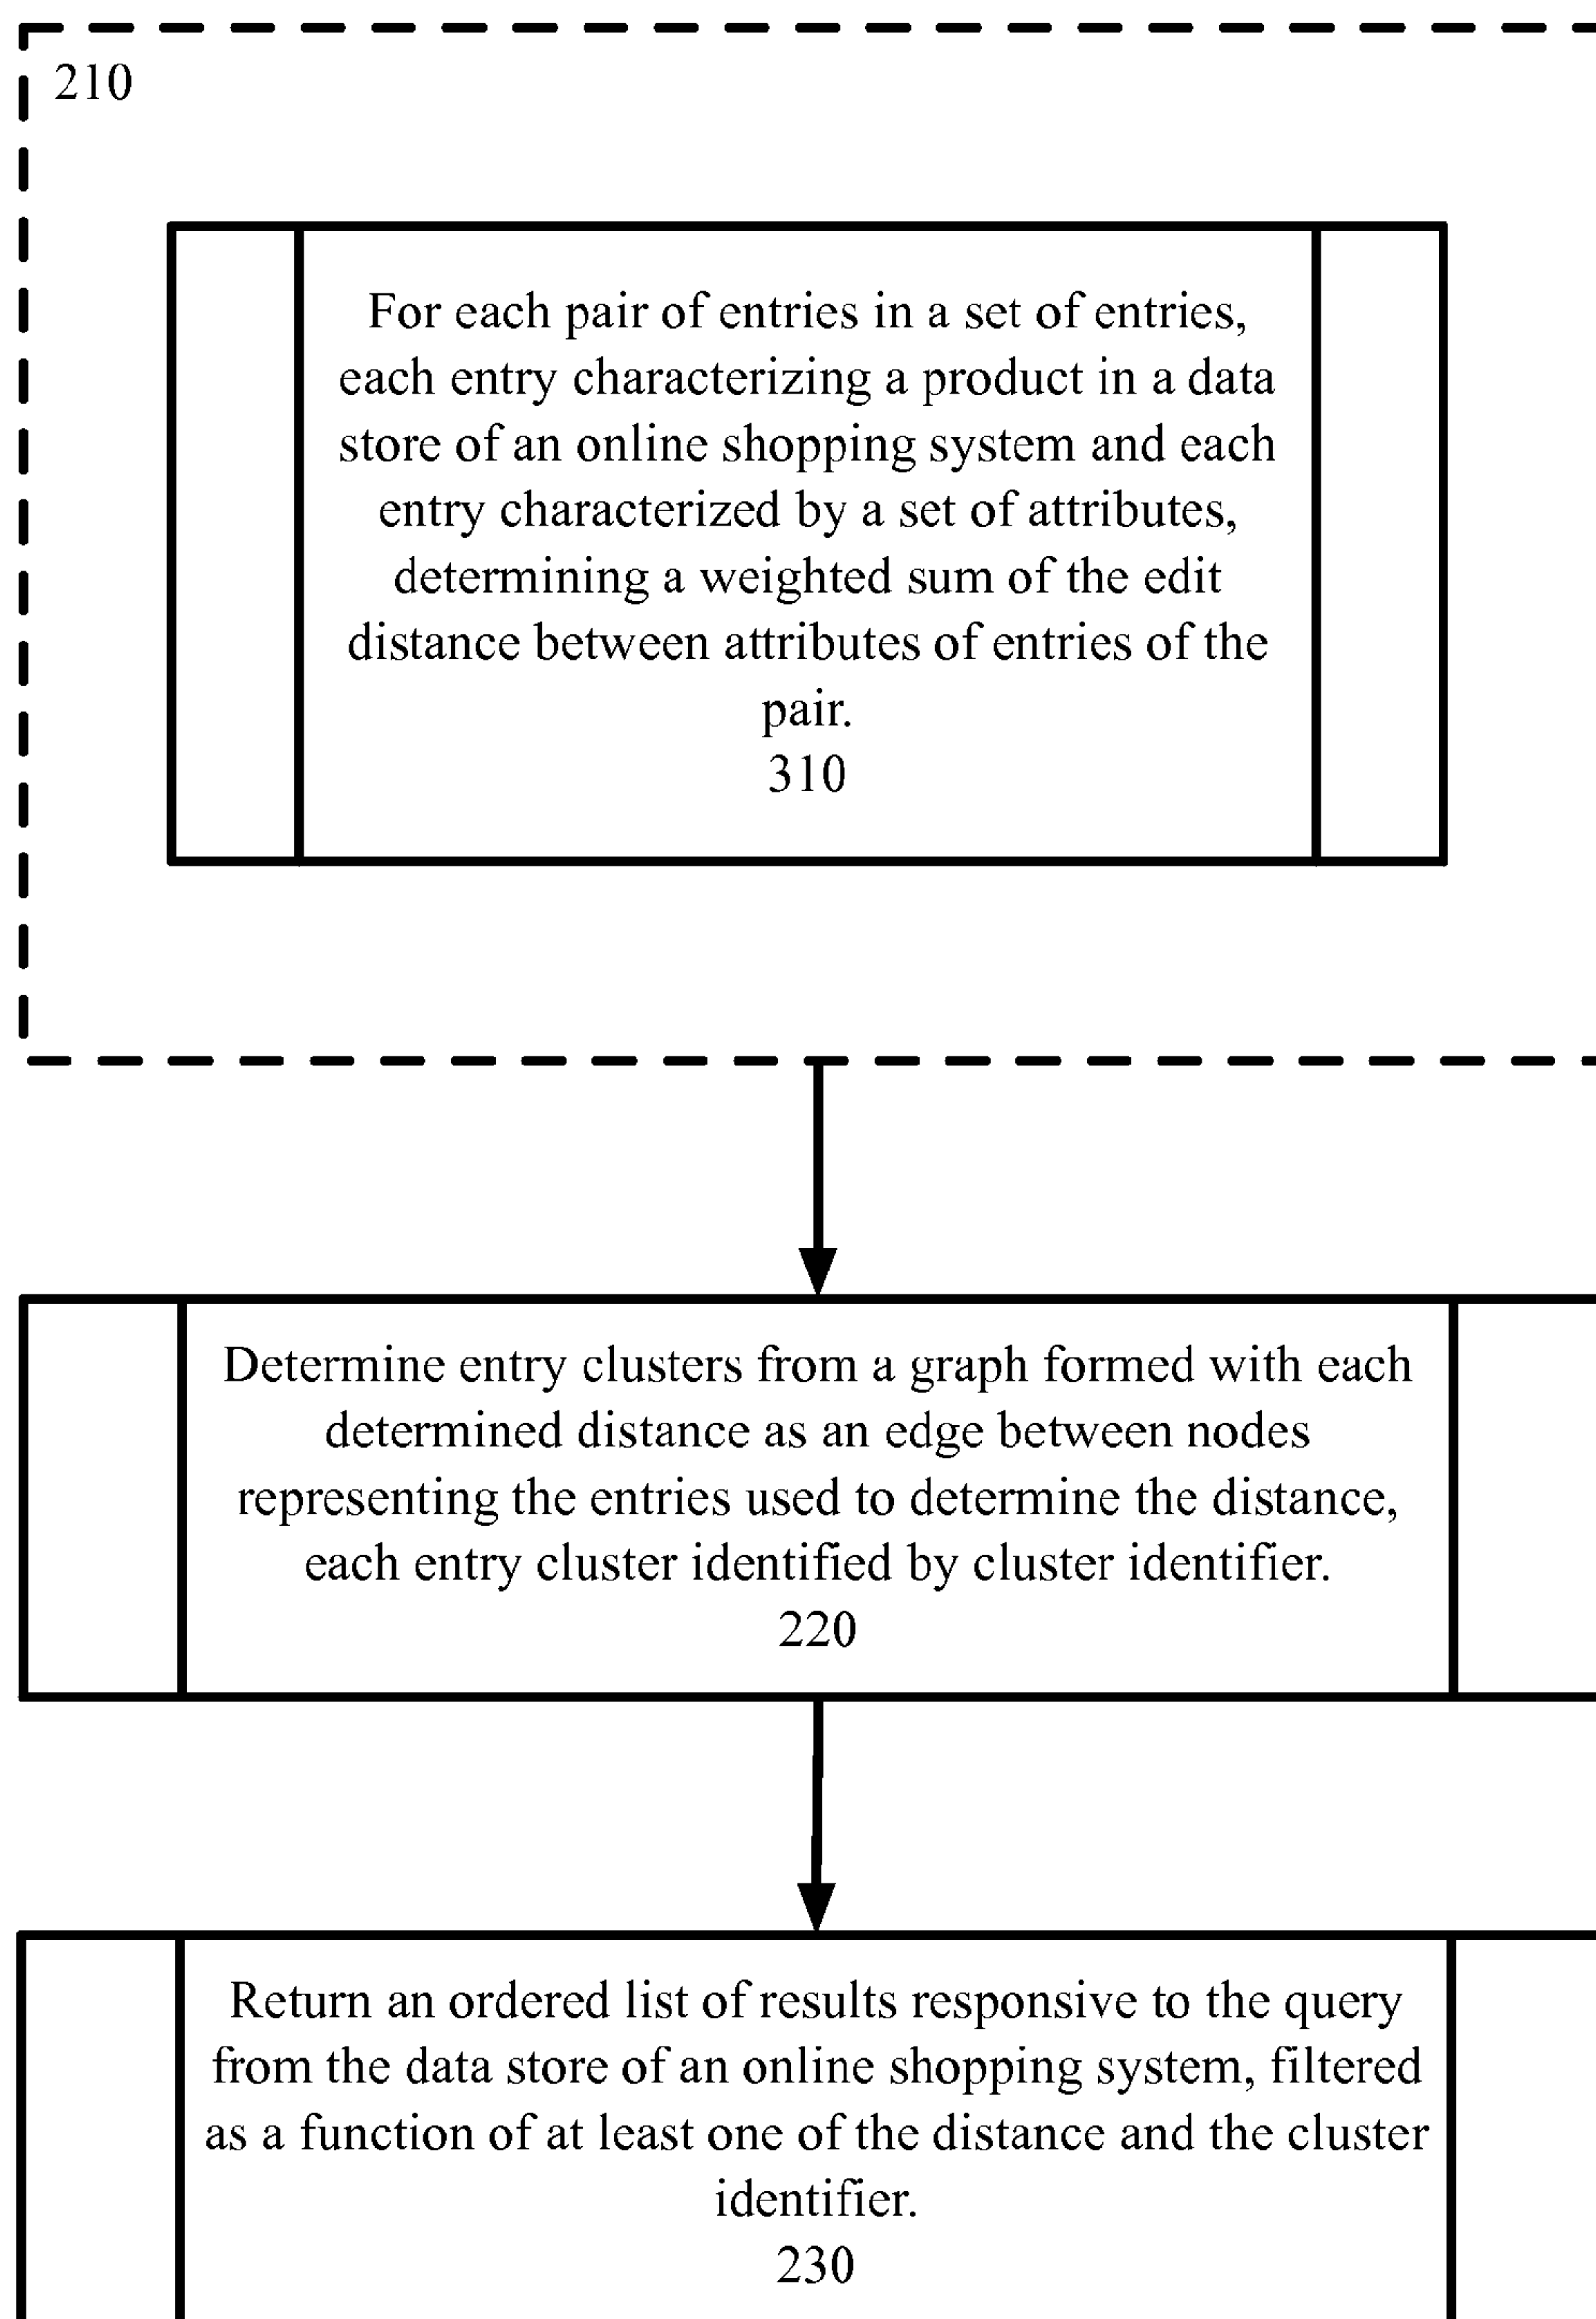 210
For each pair of entries in a set of entries,
each entry characterizing a product in a data
store of an online shopping system and each
entry characterized by a set of attributes,
determining a weighted sum of the edit
distance between attributes of entries of the
pair.
310
Determine entry clusters from a graph formed with each
determined distance as an edge between nodes
representing the entries used to determine the distance,
each entry cluster identified by cluster identifier.
220
Return an ordered list of results responsive to the query
from the data store of an online shopping system, filtered
as a function of at least one of the distance and the cluster
identifier.
230